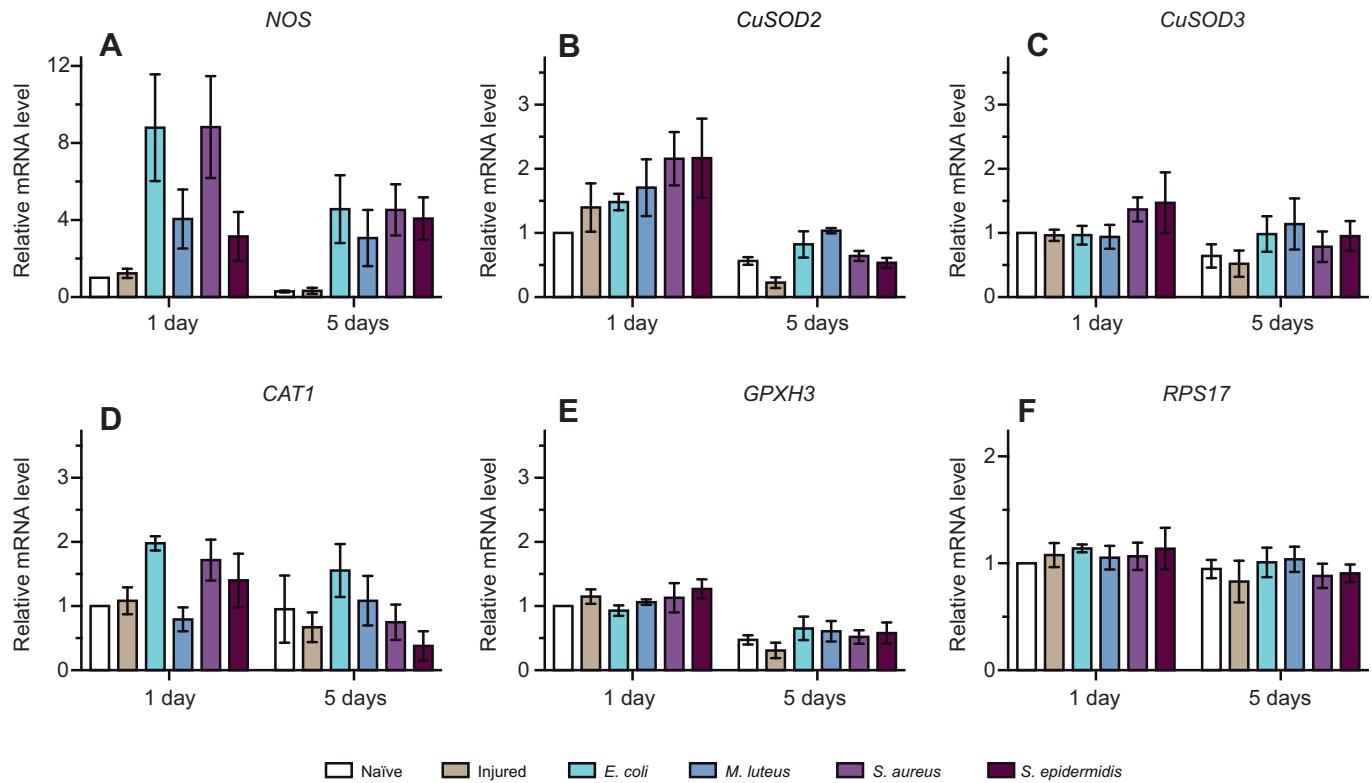 NOS
A
Relative mRNA level
12
8
4
0
1 day
5 days
CuSOD2
B
Relative mRNA level
3
2
1
0
1 day
5 days
CuSOD3
C
Relative mRNA level
3
2
1
0
1 day
5 days
CAT1
D
Relative mRNA level
3
2
1
0
1 day
5 days
GPXH3
E
Relative mRNA level
3
2
1
0
1 day
5 days
RPS17
F
Relative mRNA level
2
1
0
1 day
5 days
Naïve Injured E. coli M. luteus S. aureus S. epidermidis